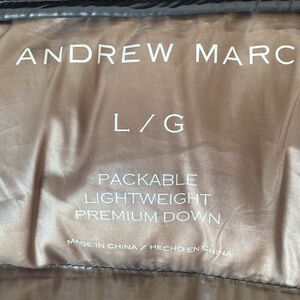 ANDREW MARC
L / G
PACKABLE
LIGHTWEIGHT
PREMIUM DOWN
MADE IN CHINA / HECHO EN CHINA